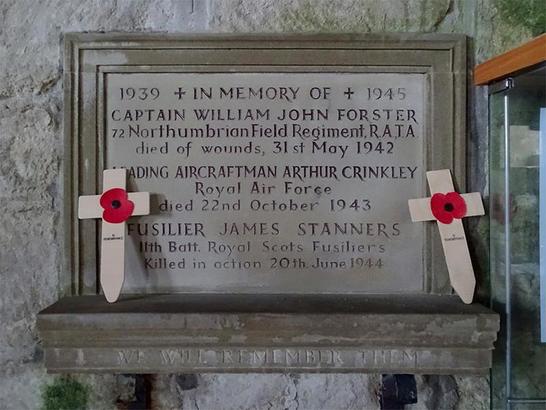 1939 ✝ IN MEMORY OF ✝ 1945
CAPTAIN WILLIAM JOHN FORSTER
72 Northumbrian Field Regiment, R.A.T.A
died of wounds, 31st May 1942
LEADING AIRCRAFTMAN ARTHUR CRINKLEY
Royal Air Force
died 22nd October 1943
FUSILIER JAMES STANNERS
11th Batt. Royal Scots Fusiliers
Killed in action 20th June 1944
WE WILL REMEMBER THEM